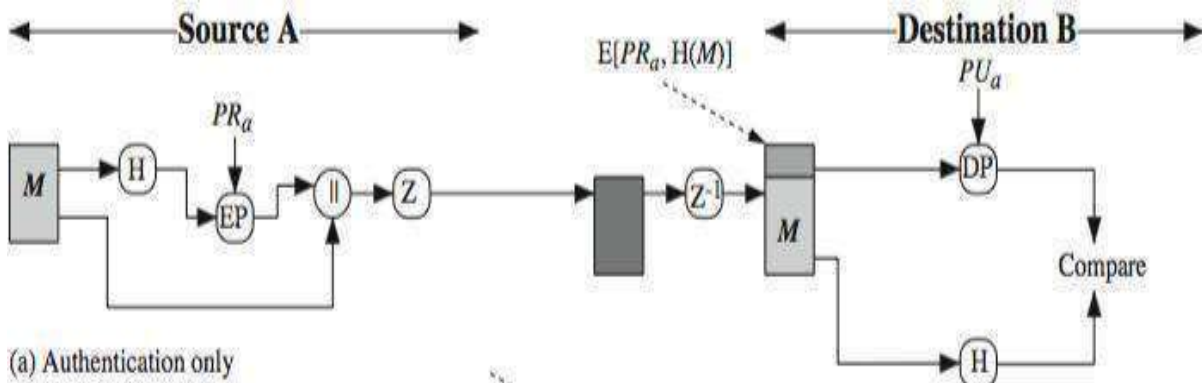 Source A
Destination B
E[PRₐ, H(M)]
PUₐ
PRₐ
M
H
EP
||
Z
Z⁻¹
M
DP
Compare
H
(a) Authentication only